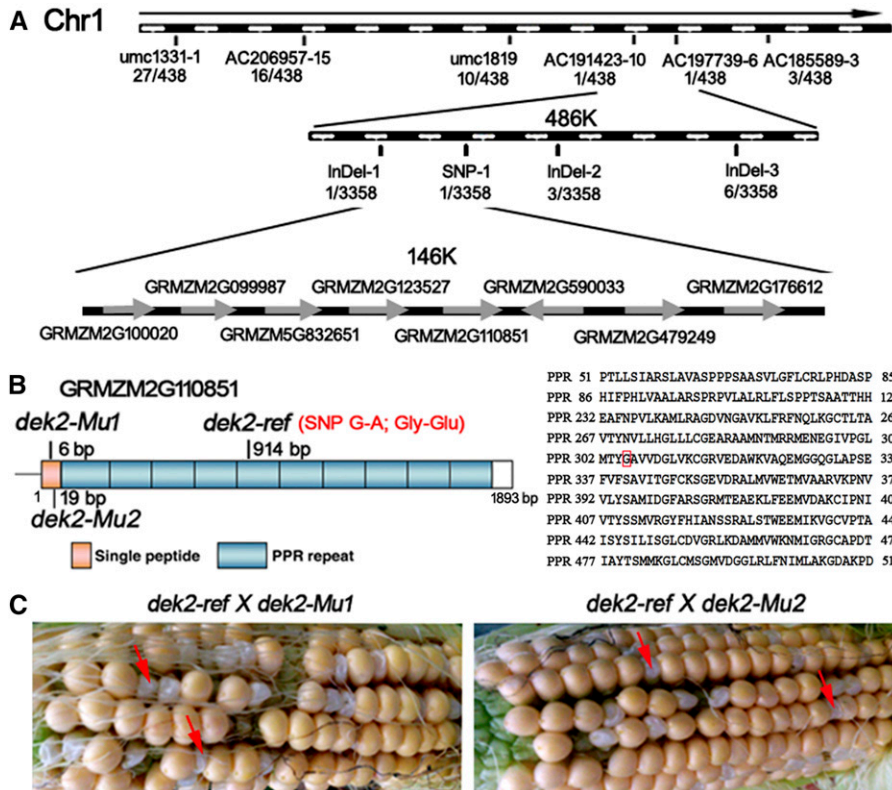 A
Chr1
umc1331-1
27/438
AC206957-15
16/438
umc1819
10/438
AC191423-10
1/438
AC197739-6
1/438
AC185589-3
3/438
486K
InDel-1
1/3358
SNP-1
1/3358
InDel-2
3/3358
InDel-3
6/3358
146K
GRMZM2G099987 GRMZM2G123527 GRMZM2G590033 GRMZM2G176612
GRMZM2G100020 GRMZM5G832651 GRMZM2G110851 GRMZM2G479249
B
GRMZM2G110851
dek2-Mu1
dek2-ref (SNP G-A; Gly-Glu)
6 bp
914 bp
1
19 bp
1893 bp
dek2-Mu2
Single peptide
PPR repeat
PPR 51 PTLLSIARSLAVASPPPSAASVLGFLCRLPHDASP 85
PPR 86 HIFPHLVAALARSPRPVLALRLFLSPPTSAATTHH 12
PPR 232 EAFNPVLKAMLRAGDVNGAVKLFRFNQLKGCTLTA 26
PPR 267 VTYNVLLHGLLLCGEARAAMNTMRRMENEGIVPGL 30
PPR 302 MTYGAVVDGLVKCGRVEDAWKVAQEMGGQGLAPSE 33
PPR 337 FVFSAVITGFCKSGEVDRALMVWETMVAARVKPNV 37
PPR 392 VLYSAMIDGFARSGRMTEAKLFEEMVDAKCIPNI 40
PPR 407 VTYSSMVRGYFHIANSSRALSTWEEMIKVGCVPTA 44
PPR 442 ISYSILISGLCDVGRLKDAMMVWKNMIGRGCAPDT 47
PPR 477 IAYTSMMKGLCMSGMVDGGLRLFNIMLAKGDAKPD 51
C
dek2-ref X dek2-Mu1
dek2-ref X dek2-Mu2